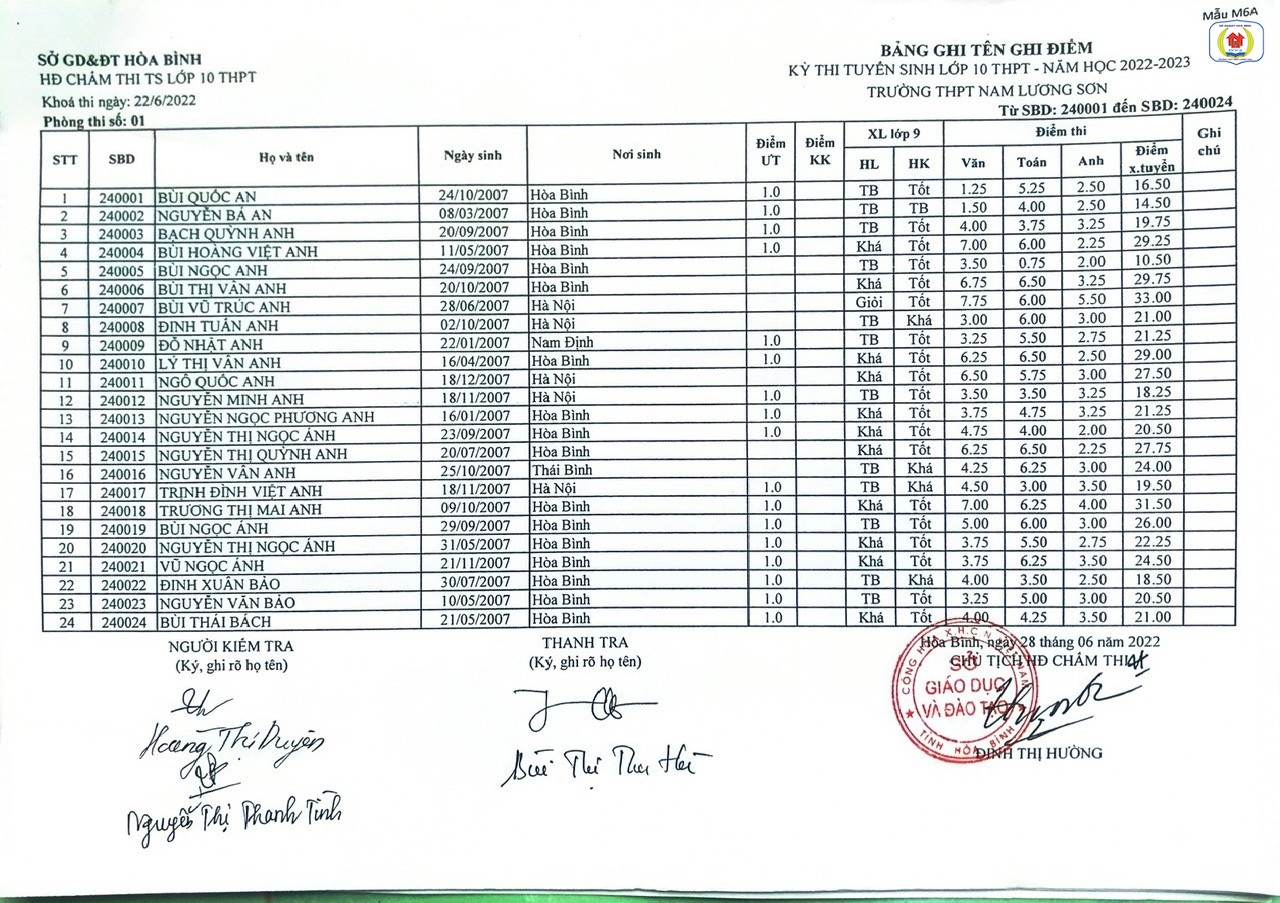 Mẫu M6A
SỞ GD&ĐT HÒA BÌNH
HĐ CHẤM THI TS LỚP 10 THPT
Khoá thi ngày: 22/6/2022
Phòng thi số: 01
BẢNG GHI TÊN GHI ĐIỂM
KỲ THI TUYỂN SINH LỚP 10 THPT - NĂM HỌC 2022-2023
TRƯỜNG THPT NAM LƯƠNG SƠN
Từ SBD: 240001 đến SBD: 240024
STT SBD Họ và tên Ngày sinh Nơi sinh Điểm ƯT Điểm KK XL lớp 9 Điểm thi Ghi chú
HL HK Văn Toán Anh Điểm x.tuyển
1 240001 BÙI QUỐC AN 24/10/2007 Hòa Bình 1.0 TB Tốt 1.25 5.25 2.50 16.50
2 240002 NGUYỄN BÁ AN 08/03/2007 Hòa Bình 1.0 TB TB 1.50 4.00 2.50 14.50
3 240003 BẠCH QUỲNH ANH 20/09/2007 Hòa Bình 1.0 TB Tốt 4.00 3.75 3.25 19.75
4 240004 BÙI HOÀNG VIỆT ANH 11/05/2007 Hòa Bình 1.0 Khá Tốt 7.00 6.00 2.25 29.25
5 240005 BÙI NGỌC ANH 24/09/2007 Hòa Bình TB Tốt 3.50 0.75 2.00 10.50
6 240006 BÙI THỊ VÂN ANH 20/10/2007 Hòa Bình Khá Tốt 6.75 6.50 3.25 29.75
7 240007 BÙI VŨ TRÚC ANH 28/06/2007 Hà Nội Giỏi Tốt 7.75 6.00 5.50 33.00
8 240008 ĐINH TUẤN ANH 02/10/2007 Hà Nội TB Khá 3.00 6.00 3.00 21.00
9 240009 ĐỖ NHẬT ANH 22/01/2007 Nam Định 1.0 TB Tốt 3.25 5.50 2.75 21.25
10 240010 LÝ THỊ VÂN ANH 16/04/2007 Hòa Bình 1.0 Khá Tốt 6.25 6.50 2.50 29.00
11 240011 NGÔ QUỐC ANH 18/12/2007 Hà Nội Khá Tốt 6.50 5.75 3.00 27.50
12 240012 NGUYỄN MINH ANH 18/11/2007 Hà Nội 1.0 TB Tốt 3.50 3.50 3.25 18.25
13 240013 NGUYỄN NGỌC PHƯƠNG ANH 16/01/2007 Hòa Bình 1.0 Khá Tốt 3.75 4.75 3.25 21.25
14 240014 NGUYỄN THỊ NGỌC ÁNH 23/09/2007 Hòa Bình 1.0 Khá Tốt 4.75 4.00 2.00 20.50
15 240015 NGUYỄN THỊ QUỲNH ANH 20/07/2007 Hòa Bình Khá Tốt 6.25 6.50 2.25 27.75
16 240016 NGUYỄN VÂN ANH 25/10/2007 Thái Bình TB Khá 4.25 6.25 3.00 24.00
17 240017 TRỊNH ĐÌNH VIỆT ANH 18/11/2007 Hà Nội 1.0 TB Khá 4.50 3.00 3.50 19.50
18 240018 TRƯƠNG THỊ MAI ANH 09/10/2007 Hòa Bình 1.0 Khá Tốt 7.00 6.25 4.00 31.50
19 240019 BÙI NGỌC ÁNH 29/09/2007 Hòa Bình 1.0 TB Tốt 5.00 6.00 3.00 26.00
20 240020 NGUYỄN THỊ NGỌC ÁNH 31/05/2007 Hòa Bình 1.0 Khá Tốt 3.75 5.50 2.75 22.25
21 240021 VŨ NGỌC ÁNH 21/11/2007 Hòa Bình 1.0 Khá Tốt 3.75 6.25 3.50 24.50
22 240022 ĐINH XUÂN BẢO 30/07/2007 Hòa Bình 1.0 TB Khá 4.00 3.50 2.50 18.50
23 240023 NGUYỄN VĂN BẢO 10/05/2007 Hòa Bình 1.0 TB Tốt 3.25 5.00 3.00 20.50
24 240024 BÙI THÁI BÁCH 21/05/2007 Hòa Bình 1.0 Khá Tốt 4.00 4.25 3.50 21.00
NGƯỜI KIỂM TRA
(Ký, ghi rõ họ tên)
Hoàng Thị Duyên
Nguyễn Thị Thanh Tình
THANH TRA
(Ký, ghi rõ họ tên)
Bùi Thị Thu Hà
Hòa Bình, ngày 28 tháng 06 năm 2022
CHỦ TỊCH HĐ CHẤM THI
CỘNG HÒA X.H.C.N VIỆT NAM
SỞ
GIÁO DỤC
VÀ ĐÀO TẠO
TỈNH HÒA BÌNH
ĐINH THỊ HƯỜNG